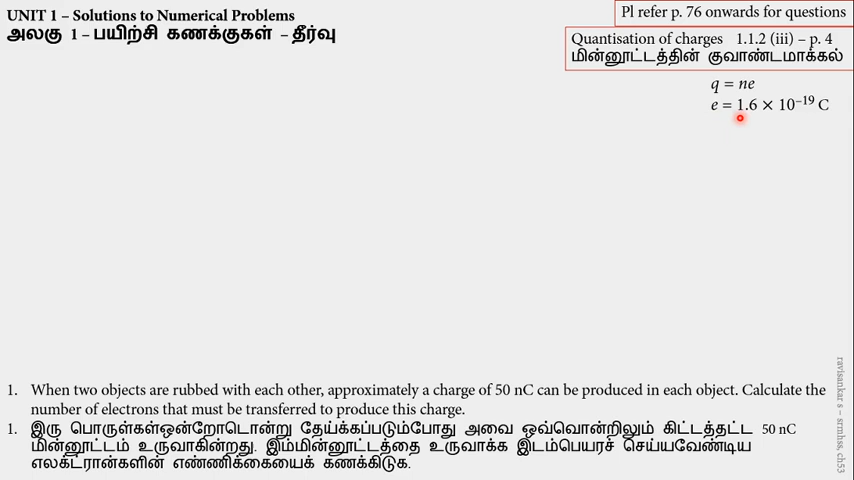 UNIT 1 – Solutions to Numerical Problems
அலகு 1 – பயிற்சி கணக்குகள் – தீர்வு
Pl refer p. 76 onwards for questions
Quantisation of charges 1.1.2 (iii) – p. 4
மின்னூட்டத்தின் குவாண்டமாக்கல்
q = ne
e = 1.6 × 10⁻¹⁹ C
1. When two objects are rubbed with each other, approximately a charge of 50 nC can be produced in each object. Calculate the
number of electrons that must be transferred to produce this charge.
1. இரு பொருள்கள்ஒன்றோடொன்று தேய்க்கப்படும்போது அவை ஒவ்வொன்றிலும் கிட்டத்தட்ட 50 nC
மின்னூட்டம் உருவாகின்றது. இம்மின்னூட்டத்தை உருவாக்க இடம்பெயரச் செய்யவேண்டிய
எலக்ட்ரான்களின் எண்ணிக்கையைக் கணக்கிடுக.
ravisankar s – srmhss, ch53